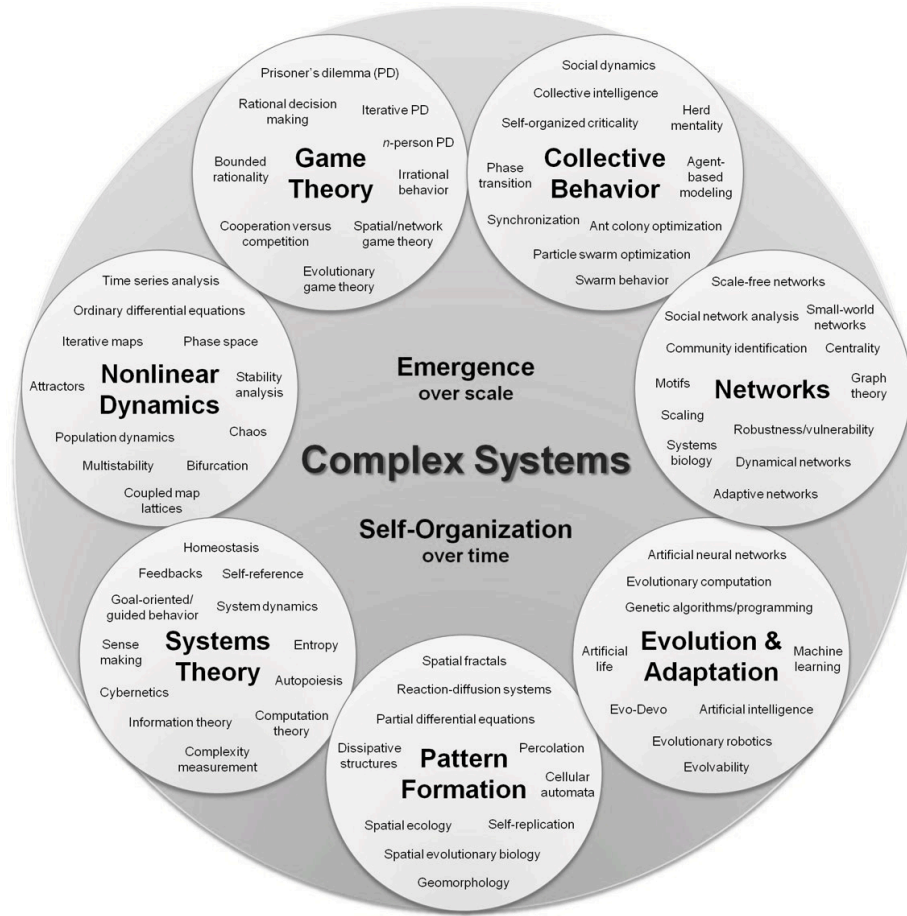 Prisoner's dilemma (PD)
Rational decision
making
Iterative PD
n-person PD
Game
Theory
Bounded
rationality
Irrational
behavior
Cooperation versus
competition
Spatial/network
game theory
Evolutionary
game theory
Social dynamics
Collective intelligence
Herd
mentality
Self-organized criticality
Collective
Behavior
Phase
transition
Agent-
based
modeling
Synchronization
Ant colony optimization
Particle swarm optimization
Swarm behavior
Time series analysis
Ordinary differential equations
Iterative maps
Phase space
Attractors
Nonlinear
Dynamics
Stability
analysis
Population dynamics
Chaos
Multistability
Bifurcation
Coupled map
lattices
Emergence
over scale
Complex Systems
Self-Organization
over time
Scale-free networks
Social network analysis
Small-world
networks
Community identification
Centrality
Motifs
Networks
Graph
theory
Scaling
Robustness/vulnerability
Systems
biology
Dynamical networks
Adaptive networks
Homeostasis
Feedbacks
Self-reference
Goal-oriented/
guided behavior
System dynamics
Sense
making
Systems
Theory
Entropy
Autopoiesis
Cybernetics
Information theory
Computation
theory
Complexity
measurement
Spatial fractals
Reaction-diffusion systems
Partial differential equations
Dissipative
structures
Percolation
Pattern
Formation
Cellular
automata
Spatial ecology
Self-replication
Spatial evolutionary biology
Geomorphology
Artificial neural networks
Evolutionary computation
Genetic algorithms/programming
Artificial
life
Evolution &
Adaptation
Machine
learning
Evo-Devo
Artificial intelligence
Evolutionary robotics
Evolvability